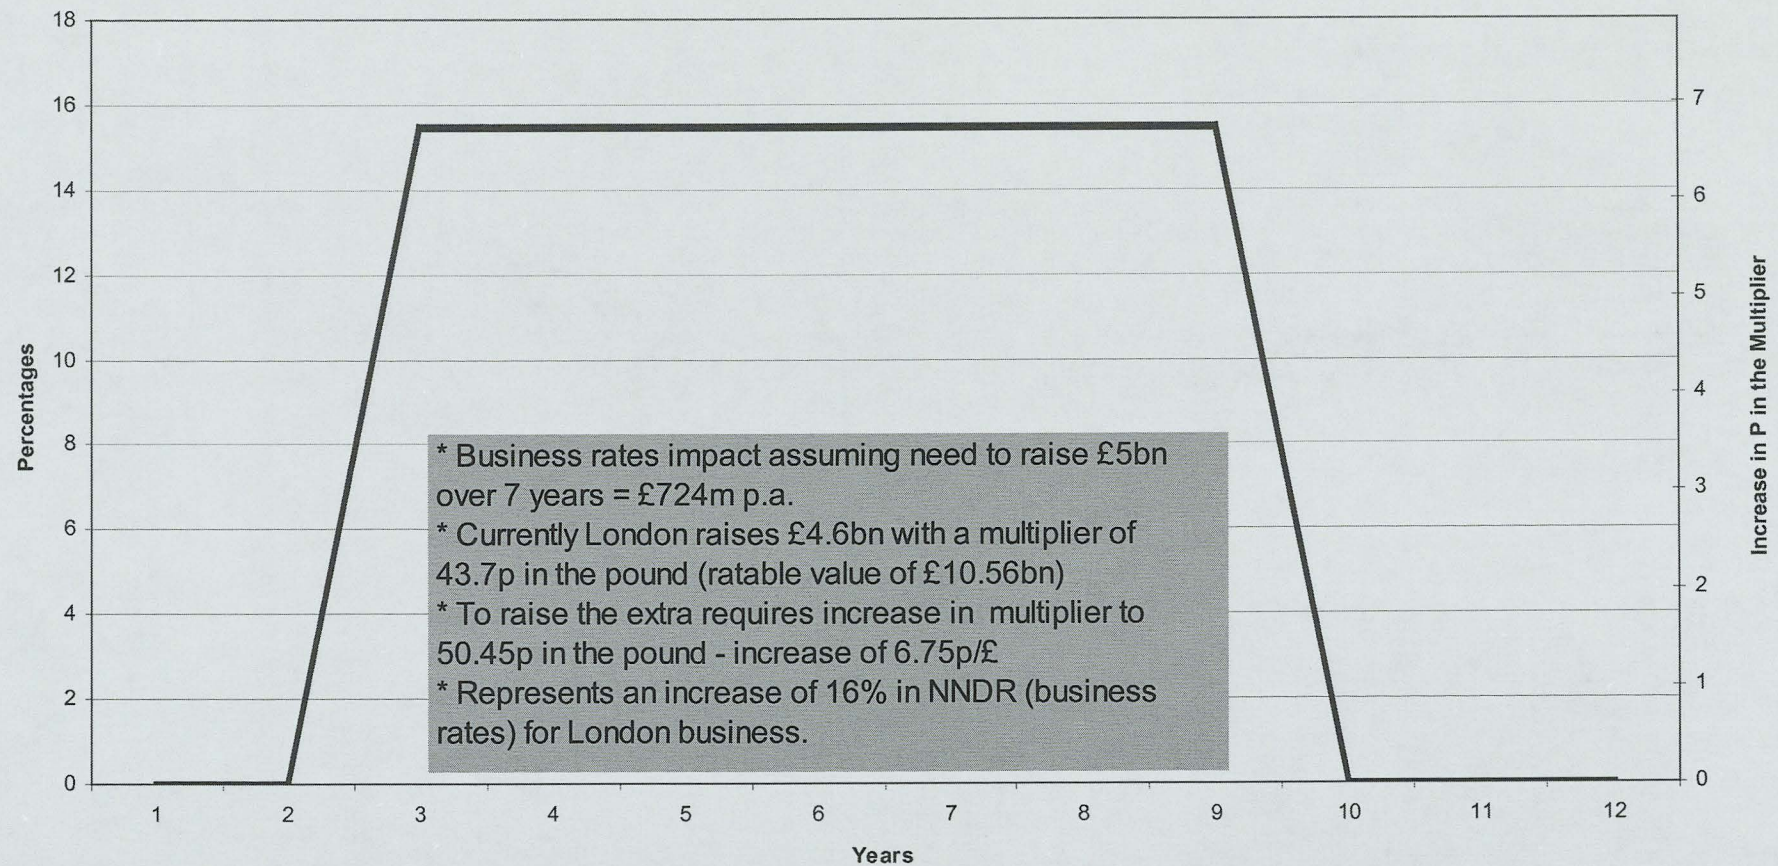 18
16
14
12
10
8
6
4
2
0
Percentages
7
6
5
4
3
2
1
0
Increase in P in the Multiplier
* Business rates impact assuming need to raise £5bn
over 7 years = £724m p.a.
* Currently London raises £4.6bn with a multiplier of
43.7p in the pound (ratable value of £10.56bn)
* To raise the extra requires increase in multiplier to
50.45p in the pound - increase of 6.75p/£
* Represents an increase of 16% in NNDR (business
rates) for London business.
1 2 3 4 5 6 7 8 9 10 11 12
Years